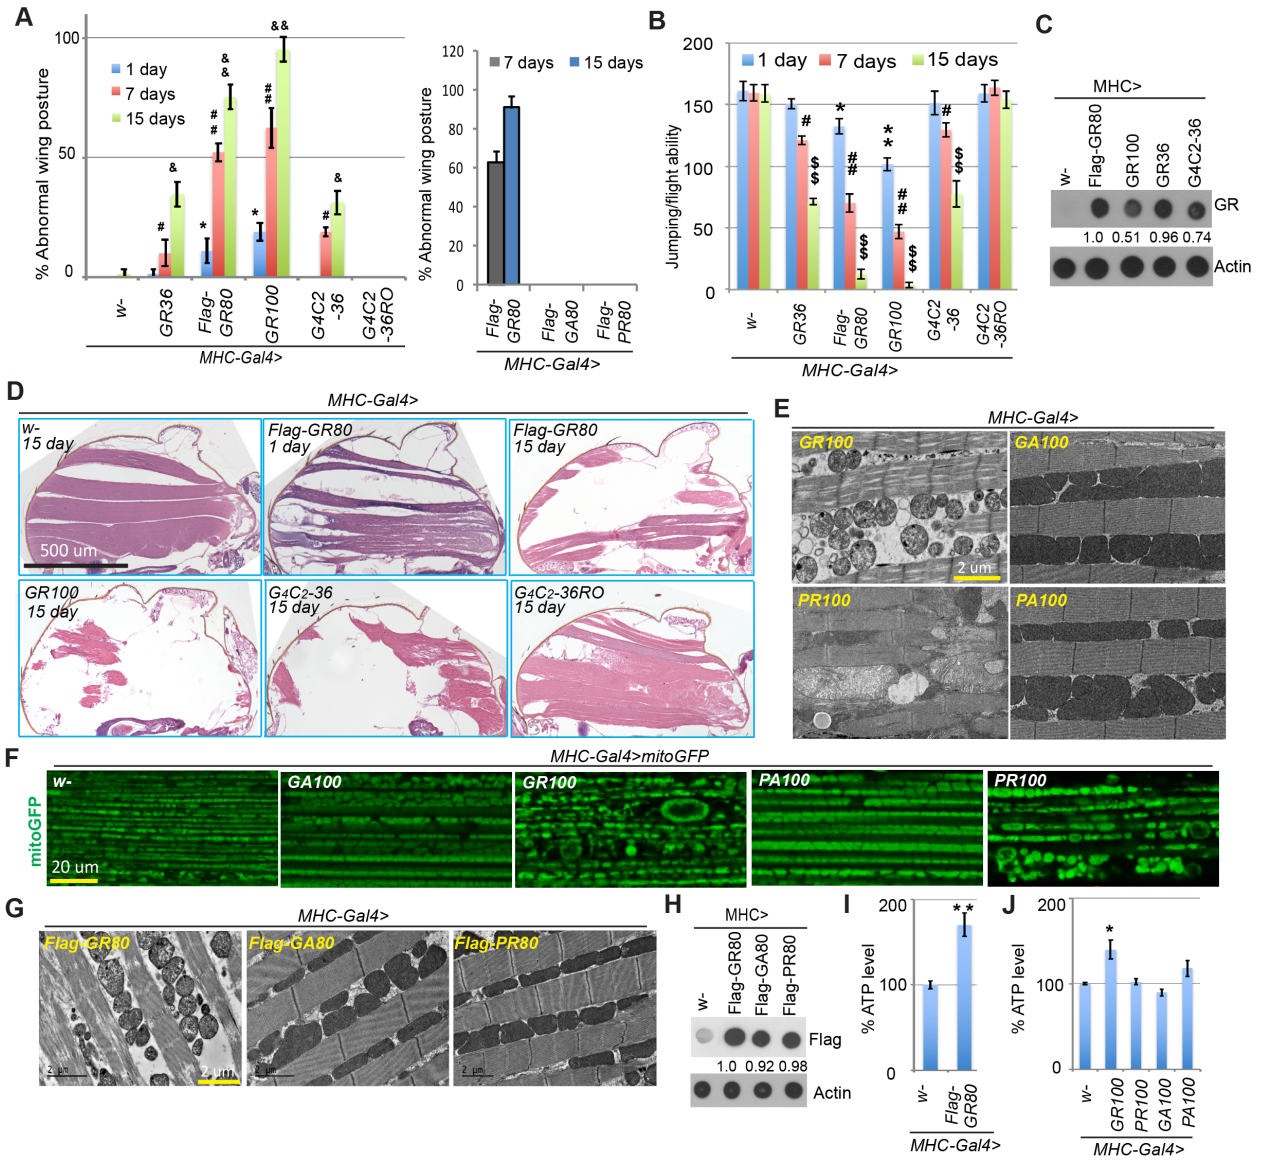 A
% Abnormal wing posture
100
50
0
1 day
7 days
15 days
&
#
*
##
&&
*
##
&&
#
&
w-
GR36
Flag-
GR80
GR100
G4C2
-36
G4C2
-36RO
MHC-Gal4>
% Abnormal wing posture
120
100
80
60
40
20
0
7 days
15 days
Flag-
GR80
Flag-
GA80
Flag-
PR80
MHC-Gal4>
B
Jumping/flight ability
200
150
100
50
0
1 day
7 days
15 days
#
$$
*
##
$$
**
##
$$
#
$$
w-
GR36
Flag-
GR80
GR100
G4C2
-36
G4C2
-36RO
MHC-Gal4>
C
MHC>
w-
Flag-GR80
GR100
GR36
G4C2-36
GR
1.0 0.51 0.96 0.74
Actin
D
MHC-Gal4>
w-
15 day
500 um
Flag-GR80
1 day
Flag-GR80
15 day
GR100
15 day
G4C2-36
15 day
G4C2-36RO
15 day
E
MHC-Gal4>
GR100
2 um
GA100
PR100
PA100
F
MHC-Gal4>mitoGFP
mitoGFP
w-
20 um
GA100
GR100
PA100
PR100
G
MHC-Gal4>
Flag-GR80
2 µm
2 um
Flag-GA80
2 µm
Flag-PR80
2 µm
H
MHC>
w-
Flag-GR80
Flag-GA80
Flag-PR80
Flag
1.0 0.92 0.98
Actin
I
% ATP level
200
100
0
**
w-
Flag-
GR80
MHC-Gal4>
J
% ATP level
200
100
0
*
w-
GR100
PR100
GA100
PA100
MHC-Gal4>